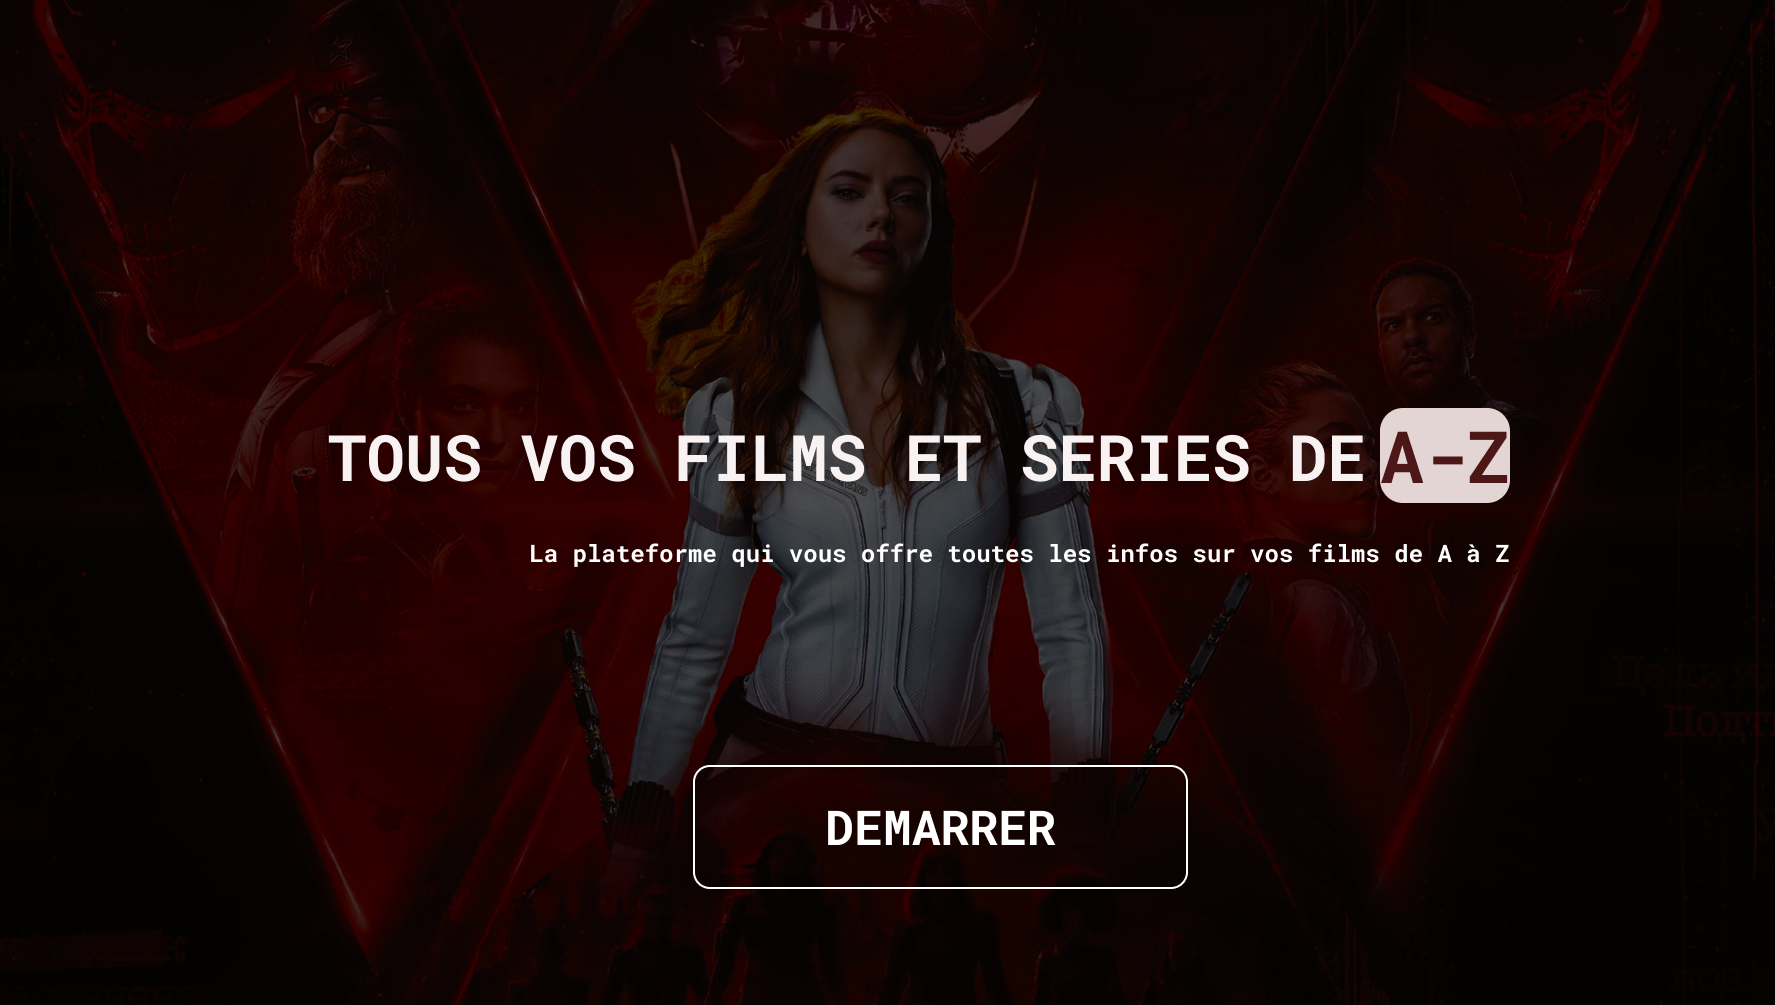 TOUS VOS FILMS ET SERIES DE A-Z
La plateforme qui vous offre toutes les infos sur vos films de A à Z
DEMARRER